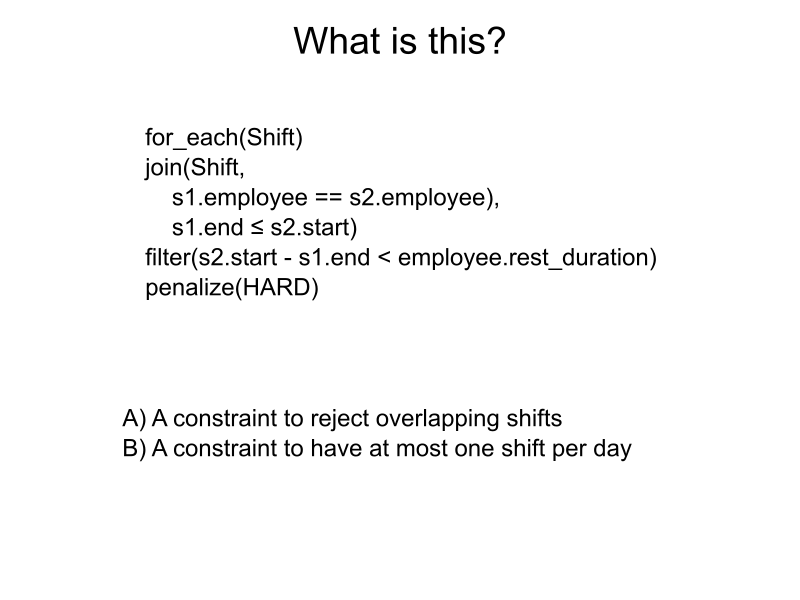 What is this?
for_each(Shift)
join(Shift,
s1.employee == s2.employee),
s1.end ≤ s2.start)
filter(s2.start - s1.end < employee.rest_duration)
penalize(HARD)
A) A constraint to reject overlapping shifts
B) A constraint to have at most one shift per day